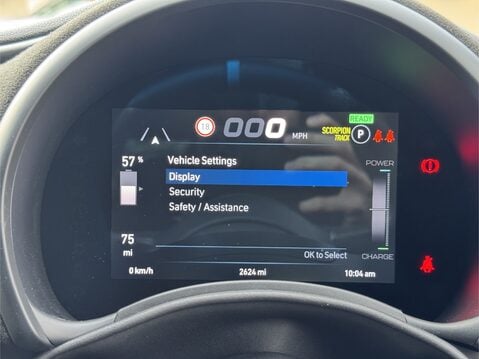 READY
18
000 MPH
SCORPION
TRACK
P
57 %
Vehicle Settings
POWER
Display
Security
Safety / Assistance
75
mi
OK to Select
CHARGE
0 km/h
2624 mi
10:04 am